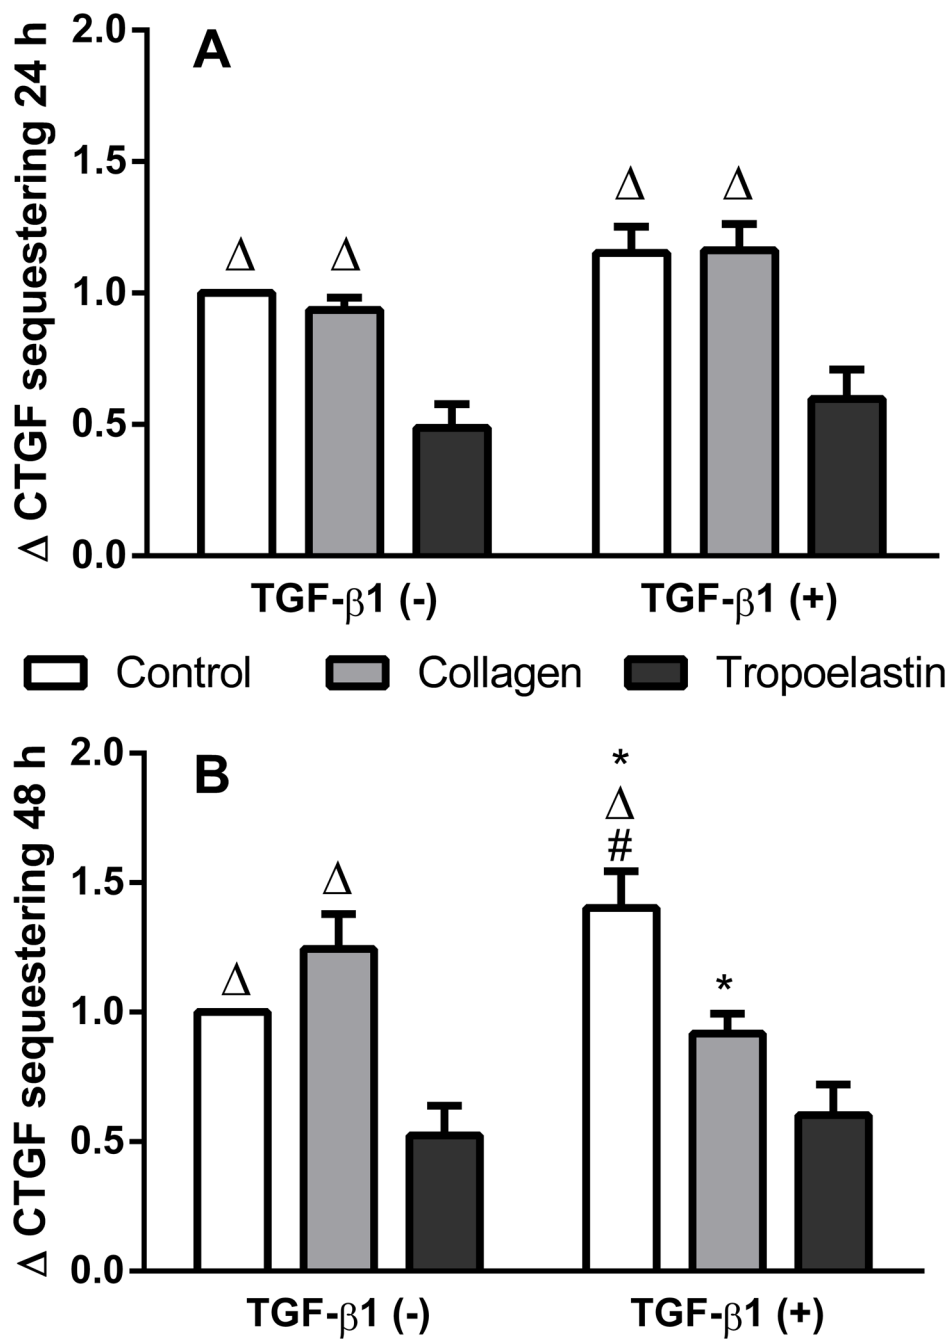 A
Δ CTGF sequestering 24 h
2.0
1.5
1.0
0.5
0.0
Δ Δ Δ Δ
TGF-β1 (-) TGF-β1 (+)
Control Collagen Tropoelastin
B
Δ CTGF sequestering 48 h
2.0
1.5
1.0
0.5
0.0
*
Δ
#
Δ
Δ
*
TGF-β1 (-) TGF-β1 (+)